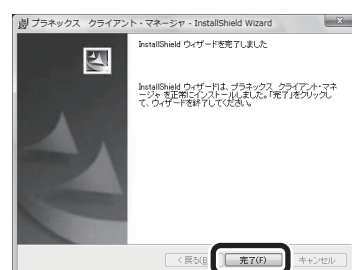 プラネックス クライアント・マネージャ - InstallShield Wizard
InstallShield ウィザードを完了しました
InstallShield ウィザードは、プラネックス クライアント・マネ
ージャ を正常にインストールしました。「完了」をクリックし
て、ウィザードを終了してください。
< 戻る(B 完了(F) キャンセル